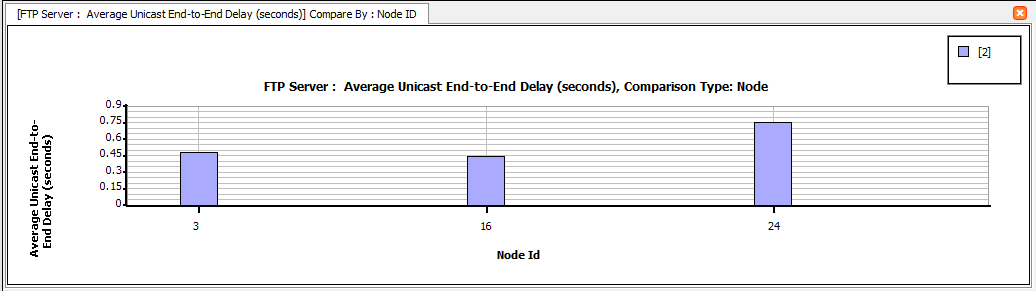 [FTP Server :  Average Unicast End-to-End Delay (seconds)] Compare By : Node ID
[2]
FTP Server :  Average Unicast End-to-End Delay (seconds), Comparison Type: Node
Average Unicast End-to-
End Delay (seconds)
0.9
0.75
0.6
0.45
0.3
0.15
0
3
16
24
Node Id